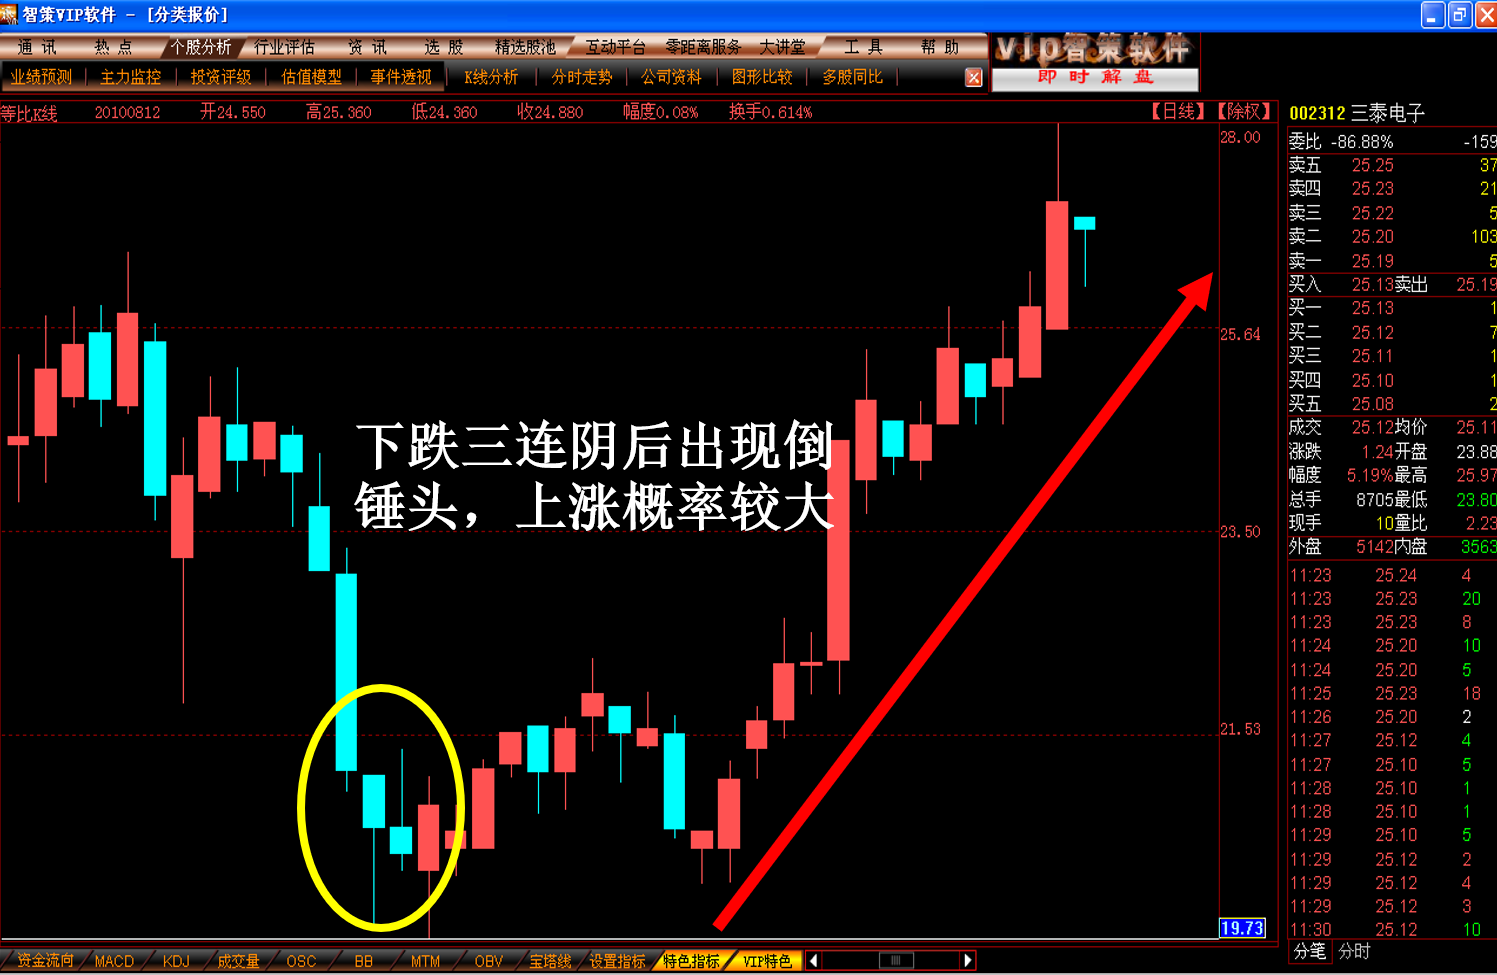 智策VIP软件 - [分类报价]
通 讯 热 点 个股分析 行业评估 资 讯 选 股 精选股池 互动平台 零距离服务 大讲堂 工 具 帮 助
vip智策软件
业绩预测 主力监控 投资评级 估值模型 事件透视 K线分析 分时走势 公司资料 图形比较 多股同比
即时解盘
等比K线 20100812 开24.550 高25.360 低24.360 收24.880 幅度0.08% 换手0.614% 【日线】【除权】
002312 三泰电子
28.00
委比 -86.88% -159
卖五 25.25 37
卖四 25.23 21
卖三 25.22 5
卖二 25.20 103
卖一 25.19 5
买入 25.13 卖出 25.19
买一 25.13 1
25.64
买二 25.12 7
买三 25.11 1
买四 25.10 1
买五 25.08 2
成交 25.12 均价 25.11
涨跌 1.24 开盘 23.88
幅度 5.19% 最高 25.97
总手 8705 最低 23.80
现手 10 量比 2.23
外盘 5142 内盘 3563
下跌三连阴后出现倒
锤头，上涨概率较大
23.50
11:23 25.24 4
11:23 25.23 20
11:23 25.23 8
11:24 25.20 10
11:24 25.20 5
11:25 25.23 18
11:26 25.20 2
21.53
11:27 25.12 4
11:27 25.10 5
11:28 25.10 1
11:28 25.10 1
11:29 25.10 5
11:29 25.12 2
11:29 25.12 4
11:29 25.12 3
11:30 25.12 10
19.73
分笔 分时
资金流向 MACD KDJ 成交量 OSC BB MTM OBV 宝塔线 设置指标 特色指标 VIP特色